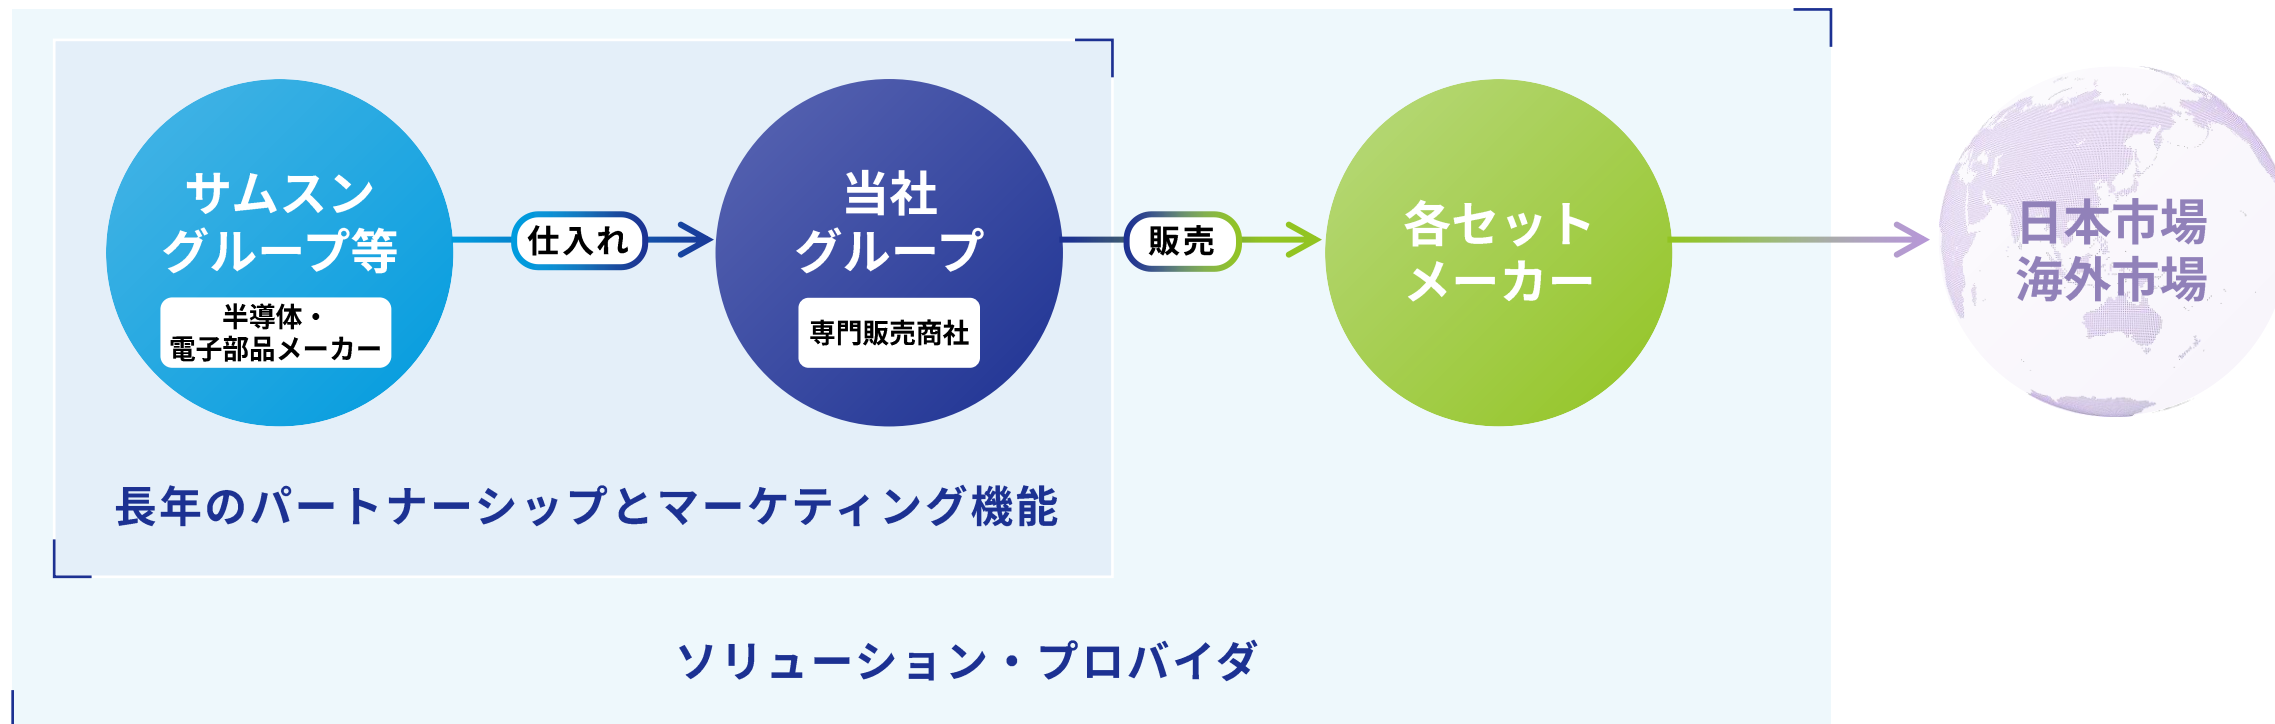 サムスン
グループ等
半導体・
電子部品メーカー
仕入れ
当社
グループ
専門販売商社
販売
各セット
メーカー
日本市場
海外市場
長年のパートナーシップとマーケティング機能
ソリューション・プロバイダ